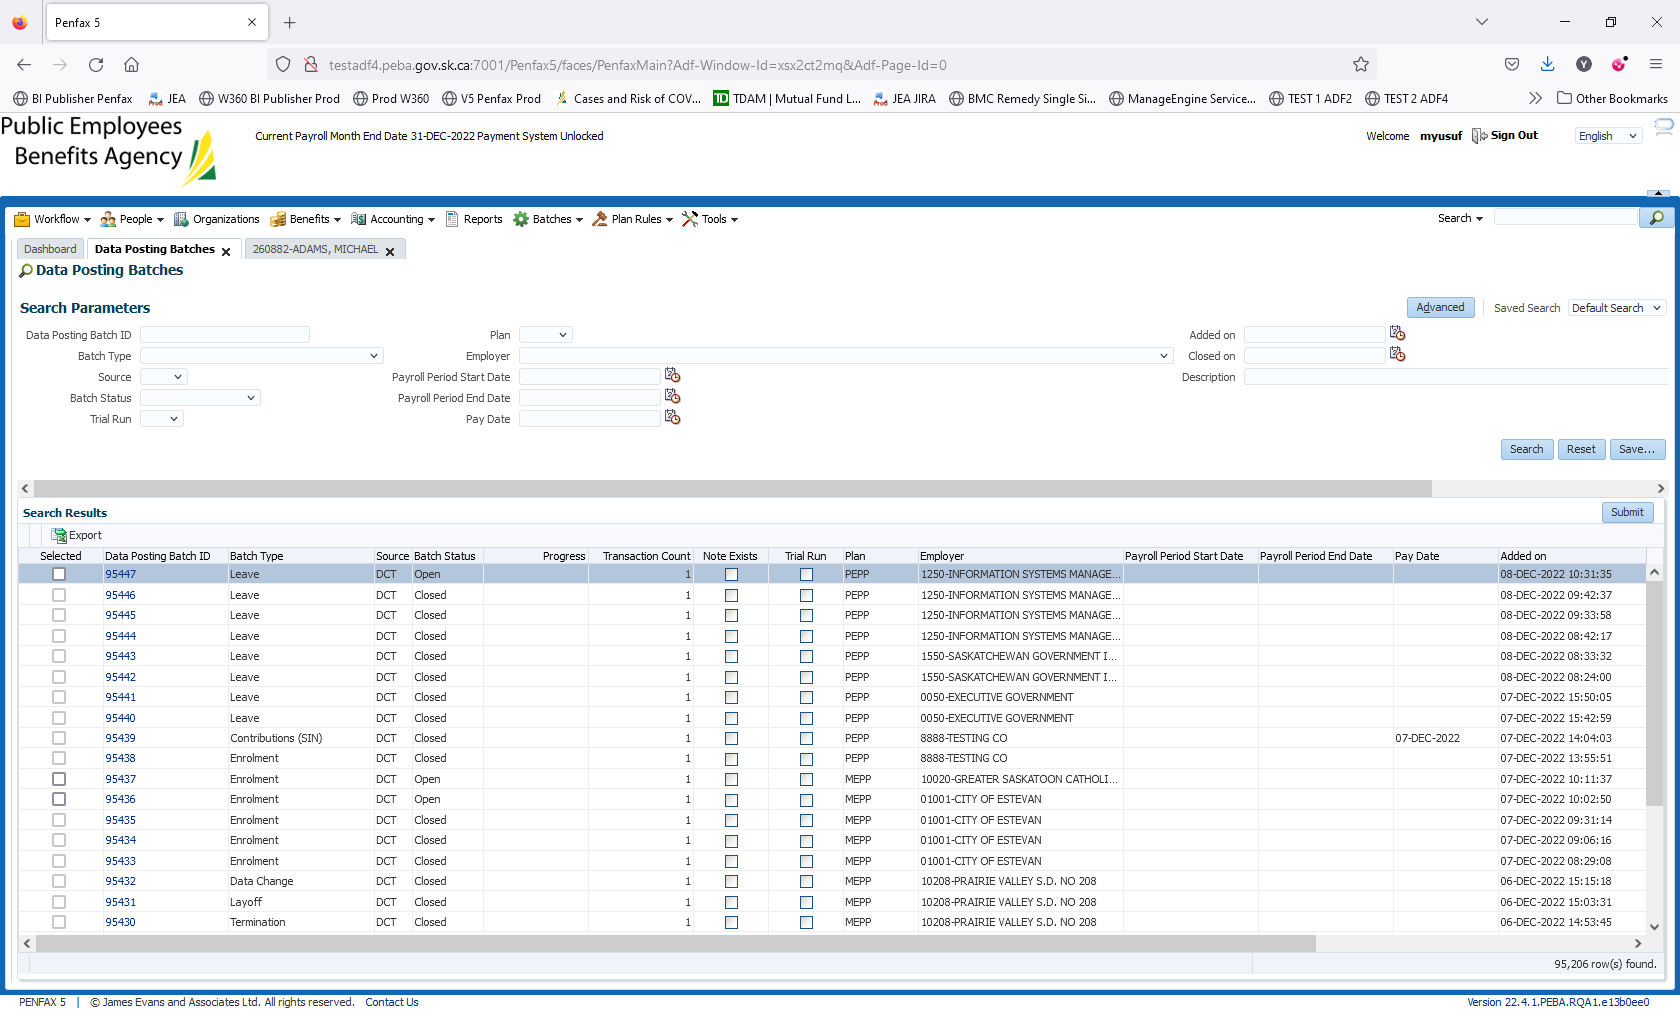 Penfax 5
testadf4.peba.gov.sk.ca:7001/Penfax5/faces/PenfaxMain?Adf-Window-Id=xsx2ct2mq&Adf-Page-Id=0
BI Publisher Penfax JEA W360 BI Publisher Prod Prod W360 V5 Penfax Prod Cases and Risk of COV... TD TDAM | Mutual Fund L... JEA JIRA BMC Remedy Single Si... ManageEngine Service... TEST 1 ADF2 TEST 2 ADF4 Other Bookmarks
Public Employees
Benefits Agency
Current Payroll Month End Date 31-DEC-2022 Payment System Unlocked
Welcome myusuf Sign Out English
Workflow People Organizations Benefits Accounting Reports Batches Plan Rules Tools Search
Dashboard Data Posting Batches 260882-ADAMS, MICHAEL
Data Posting Batches
Search Parameters Advanced Saved Search Default Search
Data Posting Batch ID Plan Added on
Batch Type Employer Closed on
Source Payroll Period Start Date Description
Batch Status Payroll Period End Date
Trial Run Pay Date
Search Reset Save...
Search Results Submit
Export
Selected Data Posting Batch ID Batch Type Source Batch Status Progress Transaction Count Note Exists Trial Run Plan Employer Payroll Period Start Date Payroll Period End Date Pay Date Added on
95447 Leave DCT Open 1 PEPP 1250-INFORMATION SYSTEMS MANAGE... 08-DEC-2022 10:31:35
95446 Leave DCT Closed 1 PEPP 1250-INFORMATION SYSTEMS MANAGE... 08-DEC-2022 09:42:37
95445 Leave DCT Closed 1 PEPP 1250-INFORMATION SYSTEMS MANAGE... 08-DEC-2022 09:33:58
95444 Leave DCT Closed 1 PEPP 1250-INFORMATION SYSTEMS MANAGE... 08-DEC-2022 08:42:17
95443 Leave DCT Closed 1 PEPP 1550-SASKATCHEWAN GOVERNMENT I... 08-DEC-2022 08:33:32
95442 Leave DCT Closed 1 PEPP 1550-SASKATCHEWAN GOVERNMENT I... 08-DEC-2022 08:24:00
95441 Leave DCT Closed 1 PEPP 0050-EXECUTIVE GOVERNMENT 07-DEC-2022 15:50:05
95440 Leave DCT Closed 1 PEPP 0050-EXECUTIVE GOVERNMENT 07-DEC-2022 15:42:59
95439 Contributions (SIN) DCT Closed 1 PEPP 8888-TESTING CO 07-DEC-2022 07-DEC-2022 14:04:03
95438 Enrolment DCT Closed 1 PEPP 8888-TESTING CO 07-DEC-2022 13:55:51
95437 Enrolment DCT Open 1 MEPP 10020-GREATER SASKATOON CATHOLI... 07-DEC-2022 10:11:37
95436 Enrolment DCT Open 1 MEPP 01001-CITY OF ESTEVAN 07-DEC-2022 10:02:50
95435 Enrolment DCT Closed 1 MEPP 01001-CITY OF ESTEVAN 07-DEC-2022 09:31:14
95434 Enrolment DCT Closed 1 MEPP 01001-CITY OF ESTEVAN 07-DEC-2022 09:06:16
95433 Enrolment DCT Closed 1 MEPP 01001-CITY OF ESTEVAN 07-DEC-2022 08:29:08
95432 Data Change DCT Closed 1 MEPP 10208-PRAIRIE VALLEY S.D. NO 208 06-DEC-2022 15:15:18
95431 Layoff DCT Closed 1 MEPP 10208-PRAIRIE VALLEY S.D. NO 208 06-DEC-2022 15:03:31
95430 Termination DCT Closed 1 MEPP 10208-PRAIRIE VALLEY S.D. NO 208 06-DEC-2022 14:53:45
95,206 row(s) found.
PENFAX 5 | © James Evans and Associates Ltd. All rights reserved. Contact Us Version 22.4.1.PEBA.RQA1.e13b0ee0